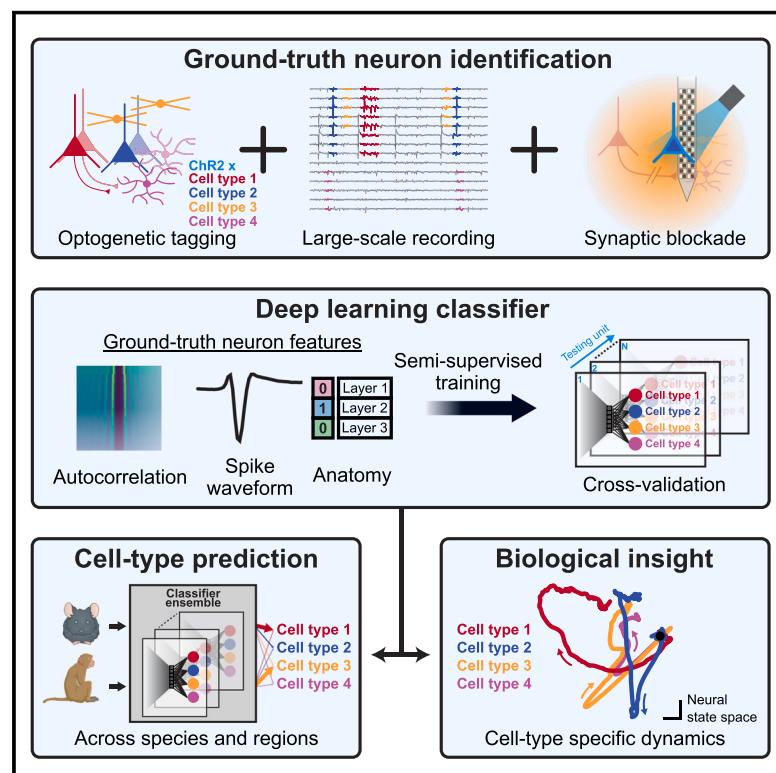 Ground-truth neuron identification
ChR2 x
Cell type 1
Cell type 2
Cell type 3
Cell type 4
Optogenetic tagging
Large-scale recording
Synaptic blockade
Deep learning classifier
Ground-truth neuron features
Autocorrelation
Spike
waveform
0 Layer 1
1 Layer 2
0 Layer 3
Anatomy
Semi-supervised
training
Testing unit
1
2
N
Cell type 1
Cell type 1
Cell type 2
Cell type 3
Cell type 4
Cross-validation
Cell-type prediction
Classifier
ensemble
Cell type 1
Cell type 2
Cell type 3
Cell type 4
Across species and regions
Biological insight
Cell type 1
Cell type 2
Cell type 3
Cell type 4
Neural
state space
Cell-type specific dynamics